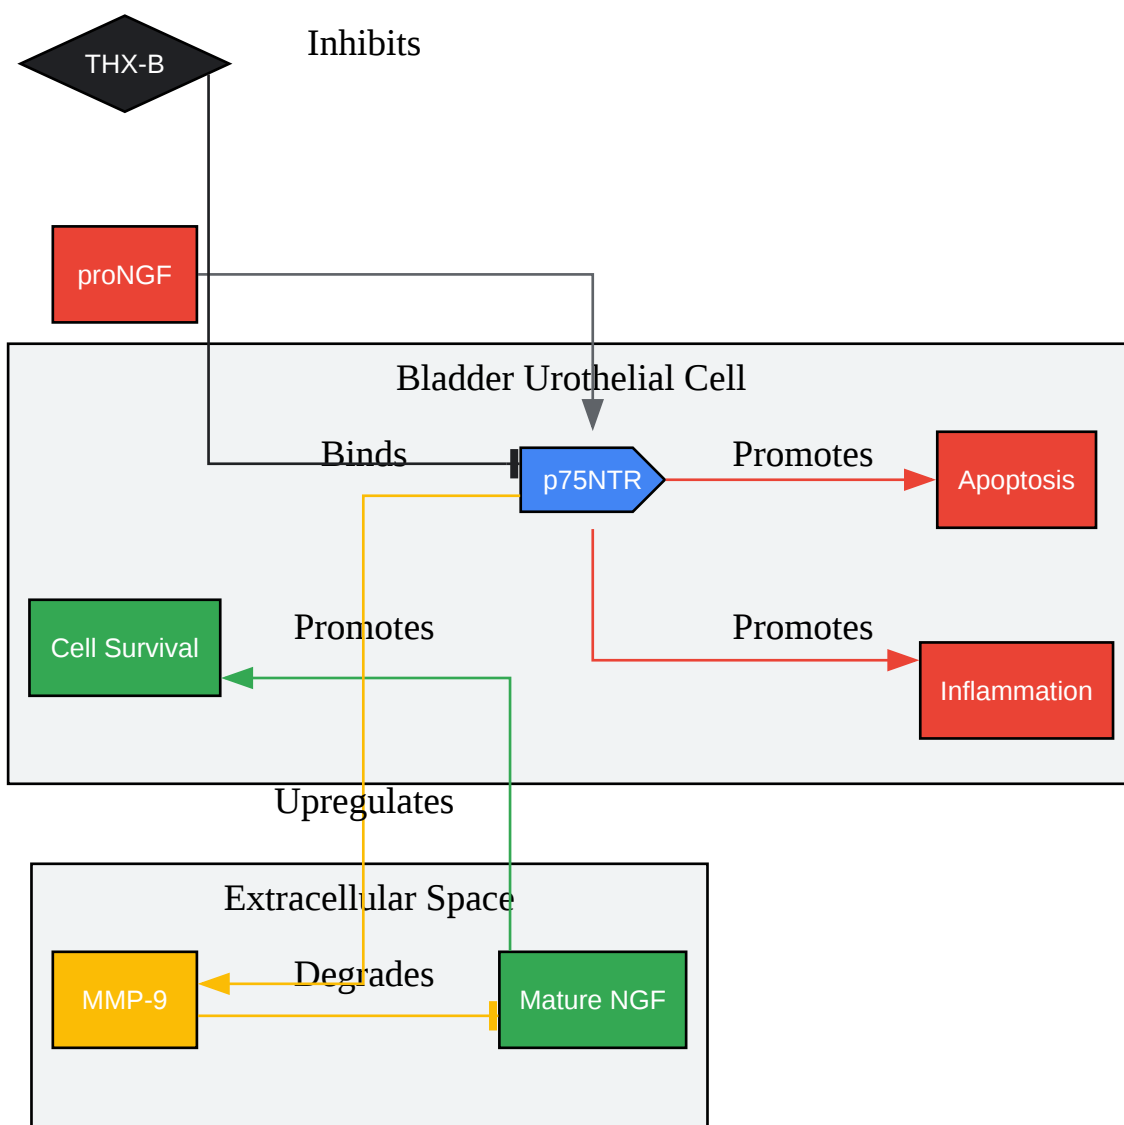 THX-B
Inhibits
proNGF
Bladder Urothelial Cell
Binds
p75NTR
Promotes
Apoptosis
Cell Survival
Promotes
Promotes
Inflammation
Upregulates
Extracellular Space
MMP-9
Degrades
Mature NGF